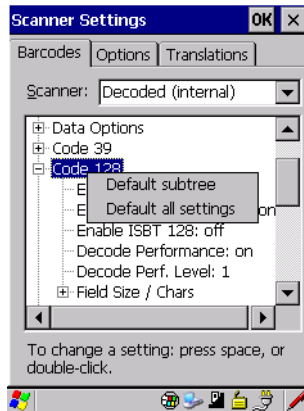 Scanner Settings OK ×
Barcodes Options Translations
Scanner: Decoded (internal)
Data Options
Code 39
Code 128
E
Default subtree
E on
Default all settings
Enable ISBT 128: off
Decode Performance: on
Decode Perf. Level: 1
Field Size / Chars
To change a setting: press space, or
double-click.